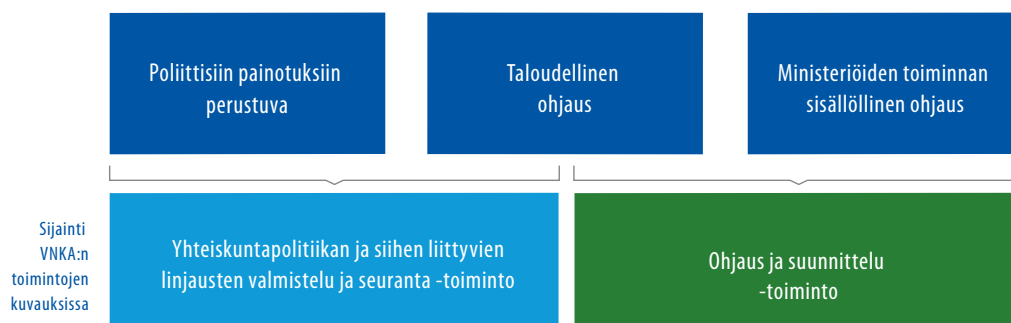 Poliittisiin painotuksiin
perustuva
Taloudellinen
ohjaus
Ministeriöiden toiminnan
sisällöllinen ohjaus
Sijainti
VNKA:n
toimintojen
kuvauksissa
Yhteiskuntapolitiikan ja siihen liittyvien
linjausten valmistelu ja seuranta -toiminto
Ohjaus ja suunnittelu
-toiminto